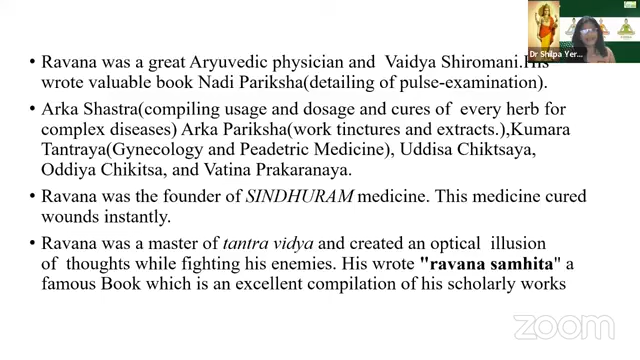 Dr Shilpa Yer...
• Ravana was a great Aryuvedic physician and Vaidya Shiromani.His
wrote valuable book Nadi Pariksha(detailing of pulse-examination).
• Arka Shastra(compiling usage and dosage and cures of every herb for
complex diseases) Arka Pariksha(work tinctures and extracts.),Kumara
Tantraya(Gynecology and Peadetric Medicine), Uddisa Chiktsaya,
Oddiya Chikitsa, and Vatina Prakaranaya.
• Ravana was the founder of SINDHURAM medicine. This medicine cured
wounds instantly.
• Ravana was a master of tantra vidya and created an optical illusion
of thoughts while fighting his enemies. His wrote "ravana samhita" a
famous Book which is an excellent compilation of his scholarly works
zoom